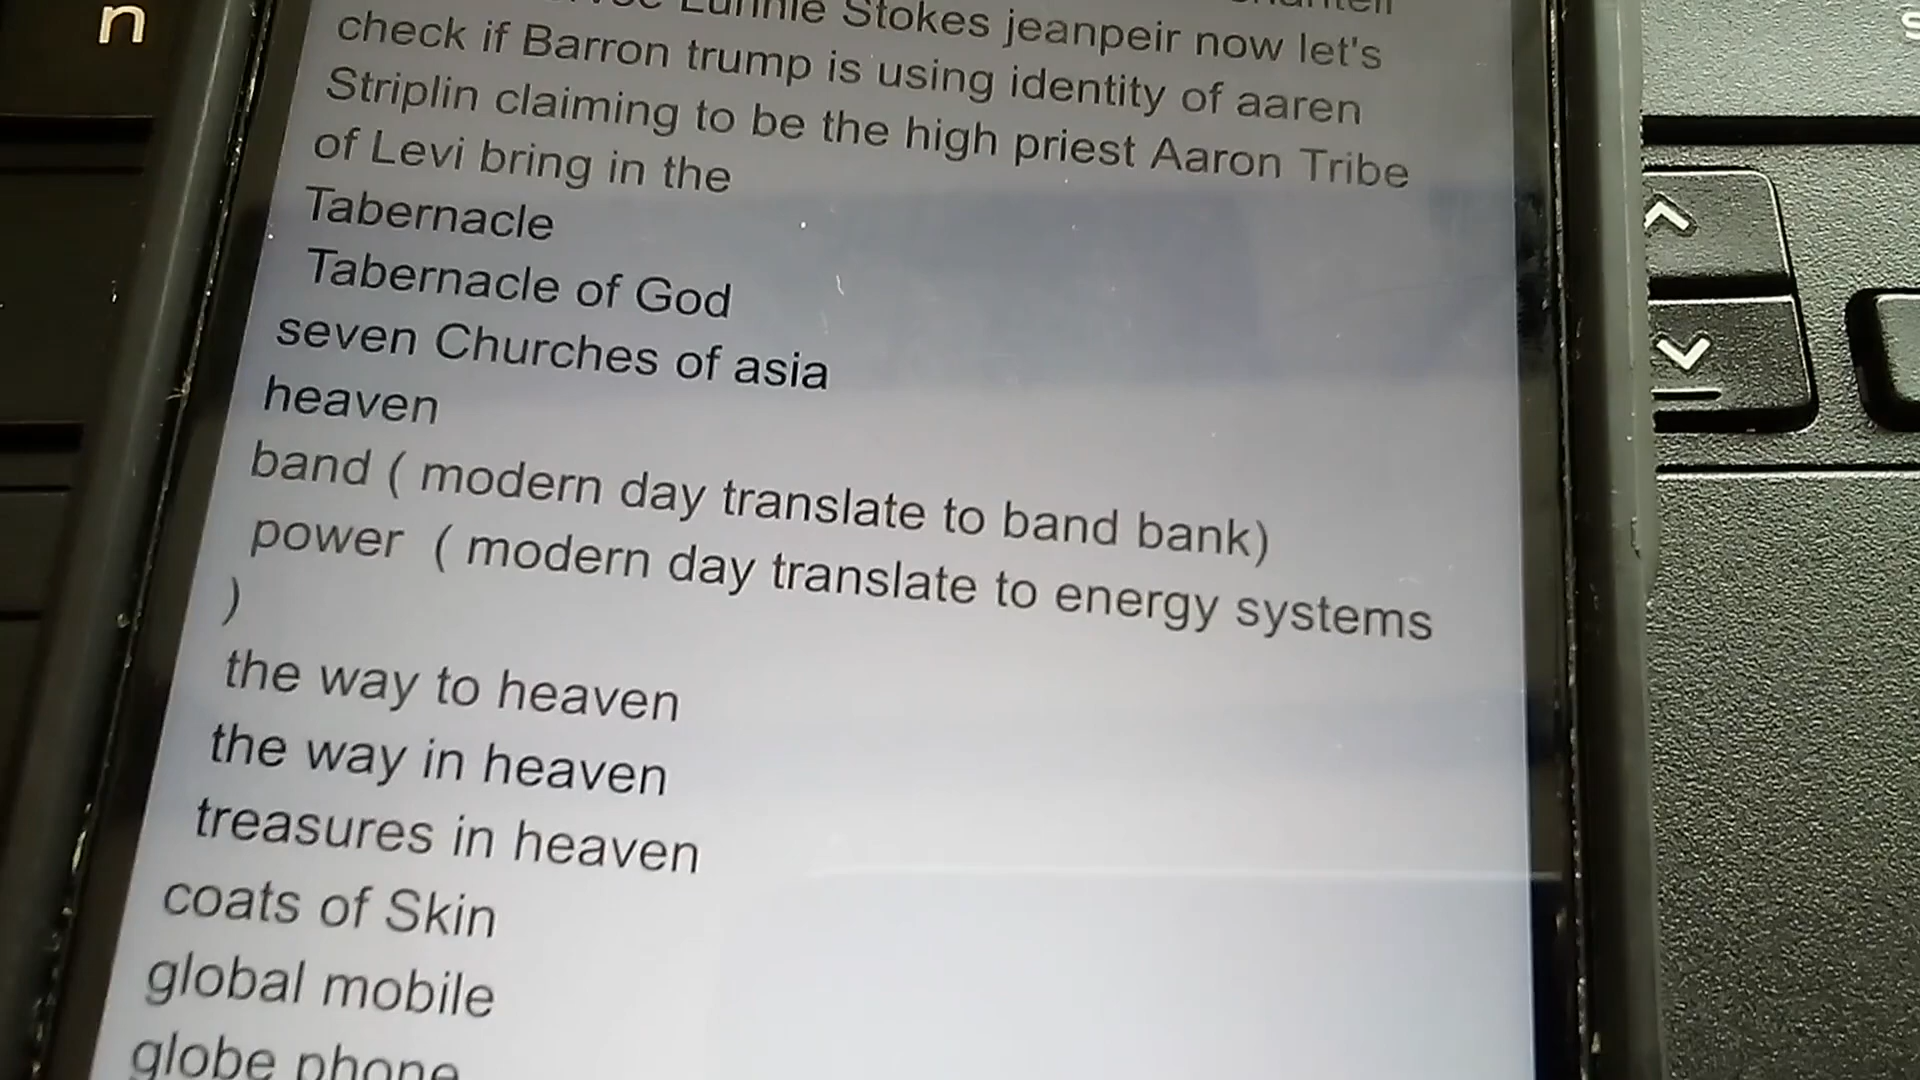 Stokes jeanpeir now let's
check if Barron trump is using identity of aaren
Striplin claiming to be the high priest Aaron Tribe
of Levi bring in the
Tabernacle
Tabernacle of God
seven Churches of asia
heaven
band ( modern day translate to band bank)
power ( modern day translate to energy systems
)
the way to heaven
the way in heaven
treasures in heaven
coats of Skin
global mobile
globe phone
n